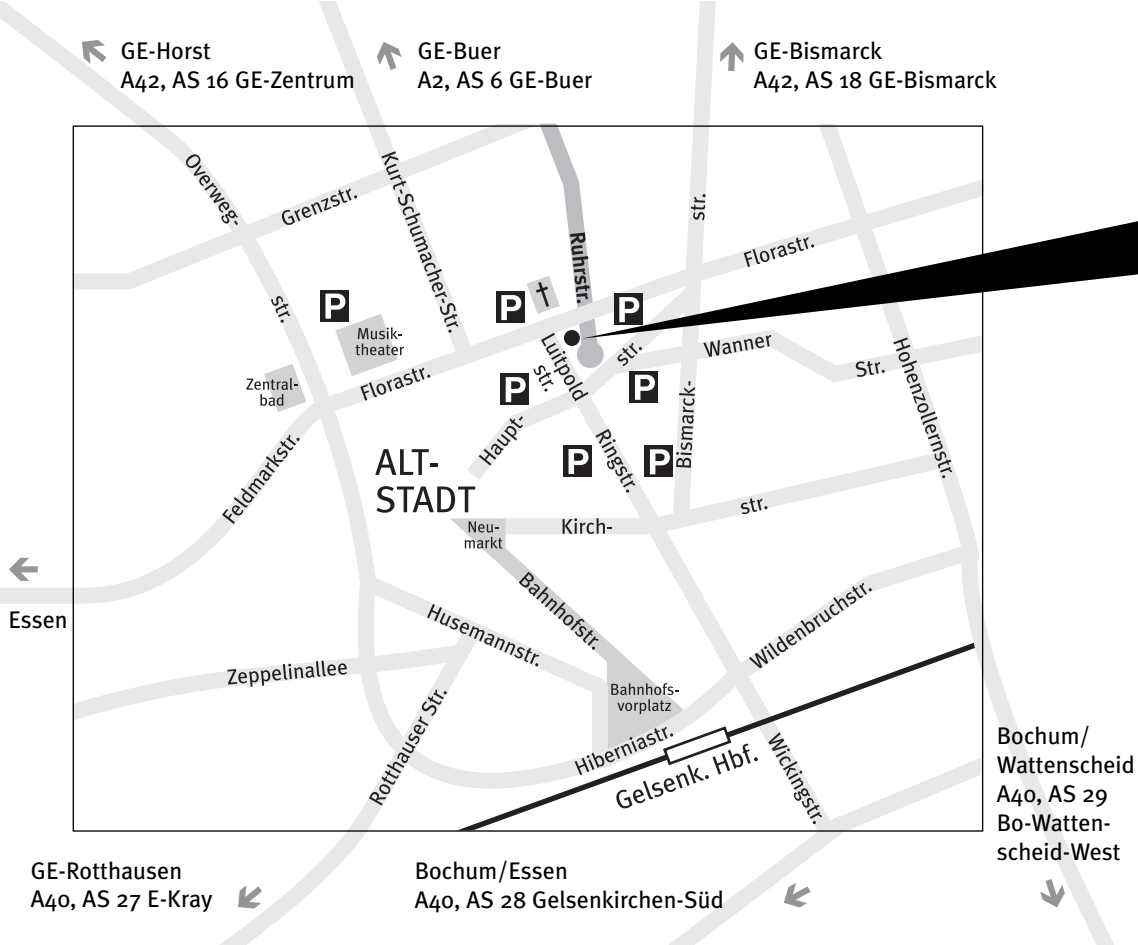 GE-Horst
A42, AS 16 GE-Zentrum
GE-Buer
A2, AS 6 GE-Buer
GE-Bismarck
A42, AS 18 GE-Bismarck
Overweg-
str.
Grenzstr.
Kurt-Schumacher-Str.
Ruhrstr.
str.
Florastr.
P
P
P
Musik-
theater
Zentral-
bad
Florastr.
Luitpold
str.
str.
Wanner
Str.
Hohenzollernstr.
P
P
Haupt-
Ringstr.
Bismarck-
P
P
Feldmarkstr.
ALT-
STADT
Neu-
markt
Kirch-
str.
Essen
Bahnhofstr.
Husemannstr.
Wildenbruchstr.
Zeppelinallee
Rotthauser Str.
Bahnhofs-
vorplatz
Hiberniastr.
Gelsenk. Hbf.
Wickingstr.
Bochum/
Wattenscheid
A40, AS 29
Bo-Watten-
scheid-West
GE-Rotthausen
A40, AS 27 E-Kray
Bochum/Essen
A40, AS 28 Gelsenkirchen-Süd